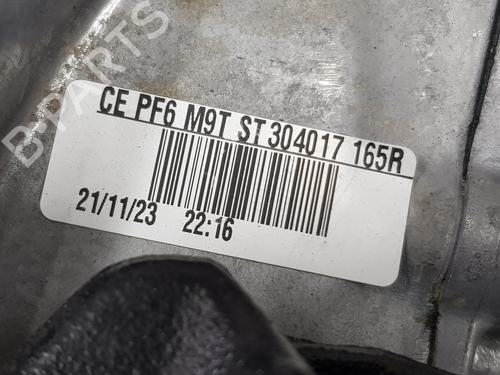 B-PARTS
CE PF6 M9T ST 304017 165R
21/11/23 22:16